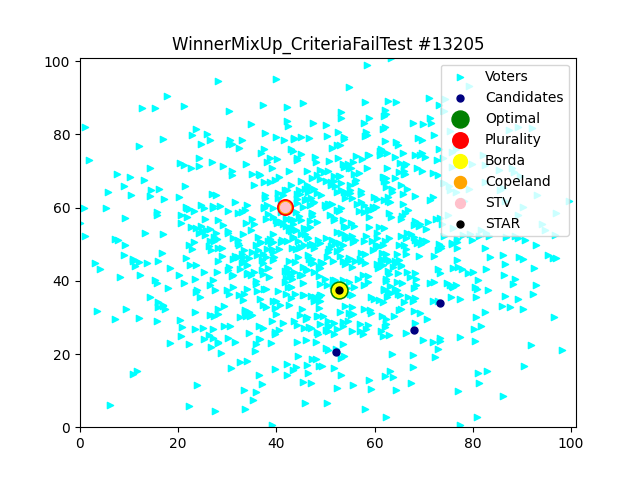 WinnerMixUp_CriteriaFailTest #13205
100
80
60
40
20
0
0
20
40
60
80
100
Voters
Candidates
Optimal
Plurality
Borda
Copeland
STV
STAR